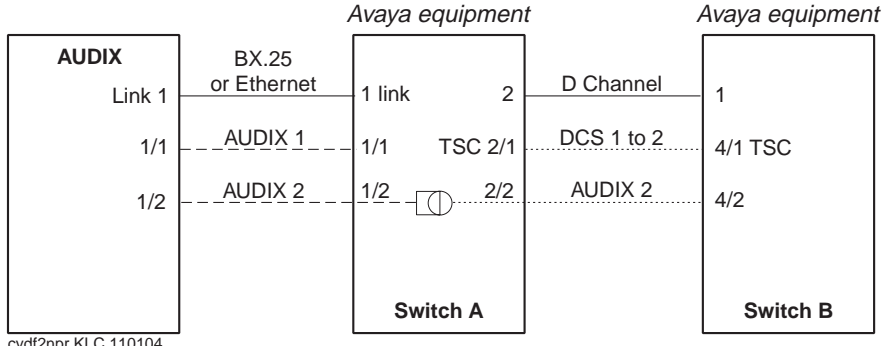 Avaya equipment
Avaya equipment
AUDIX
BX.25
or Ethernet
Link 1
1 link
2
D Channel
1
1/1
AUDIX 1
1/1
TSC 2/1
DCS 1 to 2
4/1 TSC
1/2
AUDIX 2
1/2
2/2
AUDIX 2
4/2
Switch A
Switch B
cydf2npr KLC 110104